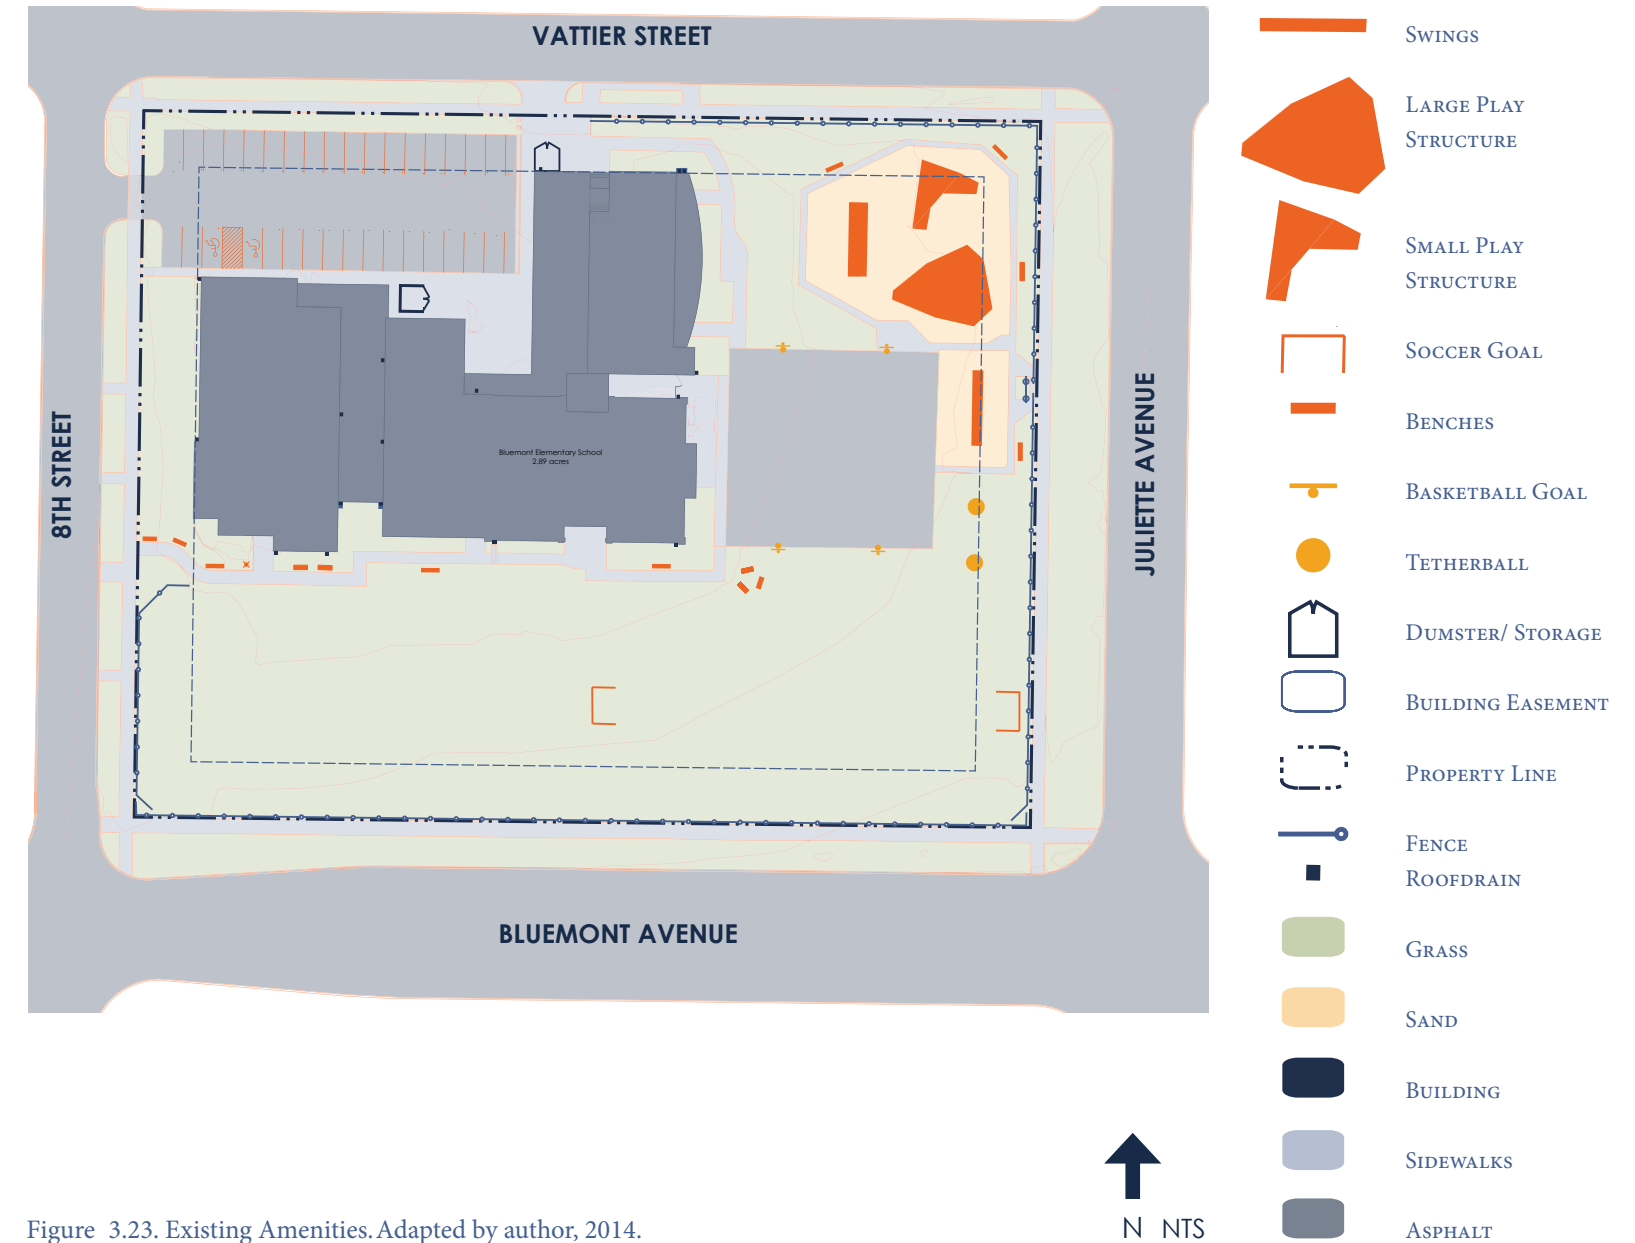 VATTIER STREET
8TH STREET
Bluemont Elementary School
2.89 acres
JULIETTE AVENUE
BLUEMONT AVENUE
Swings
Large Play
Structure
Small Play
Structure
Soccer Goal
Benches
Basketball Goal
Tetherball
Dumster/ Storage
Building Easement
Property Line
Fence
Roofdrain
Grass
Sand
Building
Sidewalks
Asphalt
N NTS
Figure 3.23. Existing Amenities. Adapted by author, 2014.